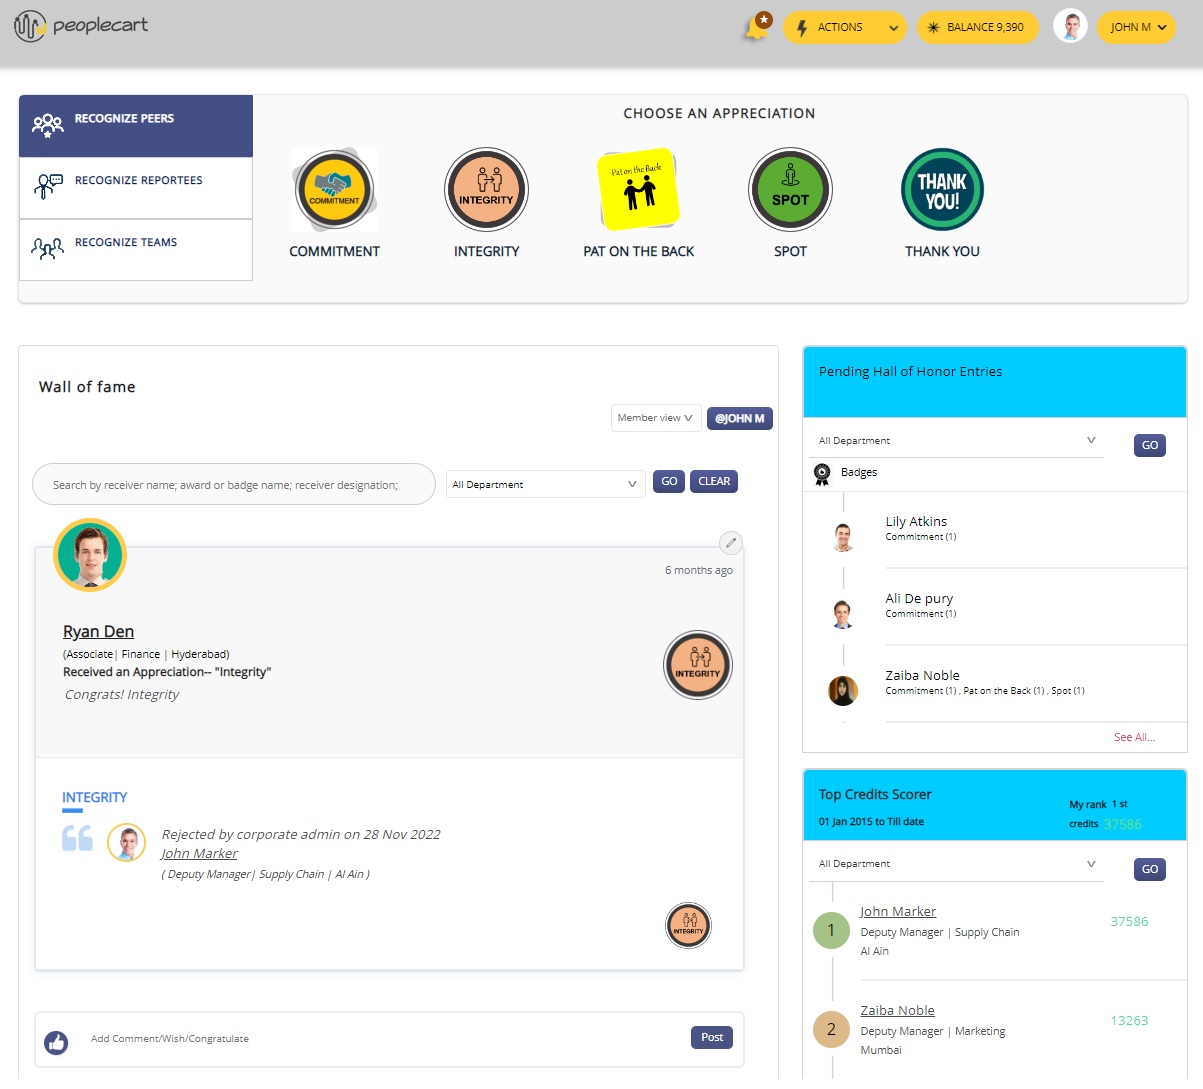 peoplecart
ACTIONS
BALANCE 9,390
JOHN M
RECOGNIZE PEERS
RECOGNIZE REPORTEES
RECOGNIZE TEAMS
CHOOSE AN APPRECIATION
COMMITMENT
INTEGRITY
Pat on the Back
SPOT
THANK
YOU!
COMMITMENT
INTEGRITY
PAT ON THE BACK
SPOT
THANK YOU
Wall of fame
Member view
@JOHN M
Search by receiver name; award or badge name; receiver designation;
All Department
GO
CLEAR
6 months ago
Ryan Den
(Associate| Finance | Hyderabad)
Received an Appreciation-- "Integrity"
Congrats! Integrity
INTEGRITY
INTEGRITY
Rejected by corporate admin on 28 Nov 2022
John Marker
( Deputy Manager| Supply Chain | Al Ain )
INTEGRITY
Add Comment/Wish/Congratulate
Post
Pending Hall of Honor Entries
All Department
GO
Badges
Lily Atkins
Commitment (1)
Ali De pury
Commitment (1)
Zaiba Noble
Commitment (1) , Pat on the Back (1) , Spot (1)
See All...
Top Credits Scorer
01 Jan 2015 to Till date
My rank 1 st
credits 37586
All Department
GO
1
John Marker
Deputy Manager | Supply Chain
Al Ain
37586
2
Zaiba Noble
Deputy Manager | Marketing
Mumbai
13263